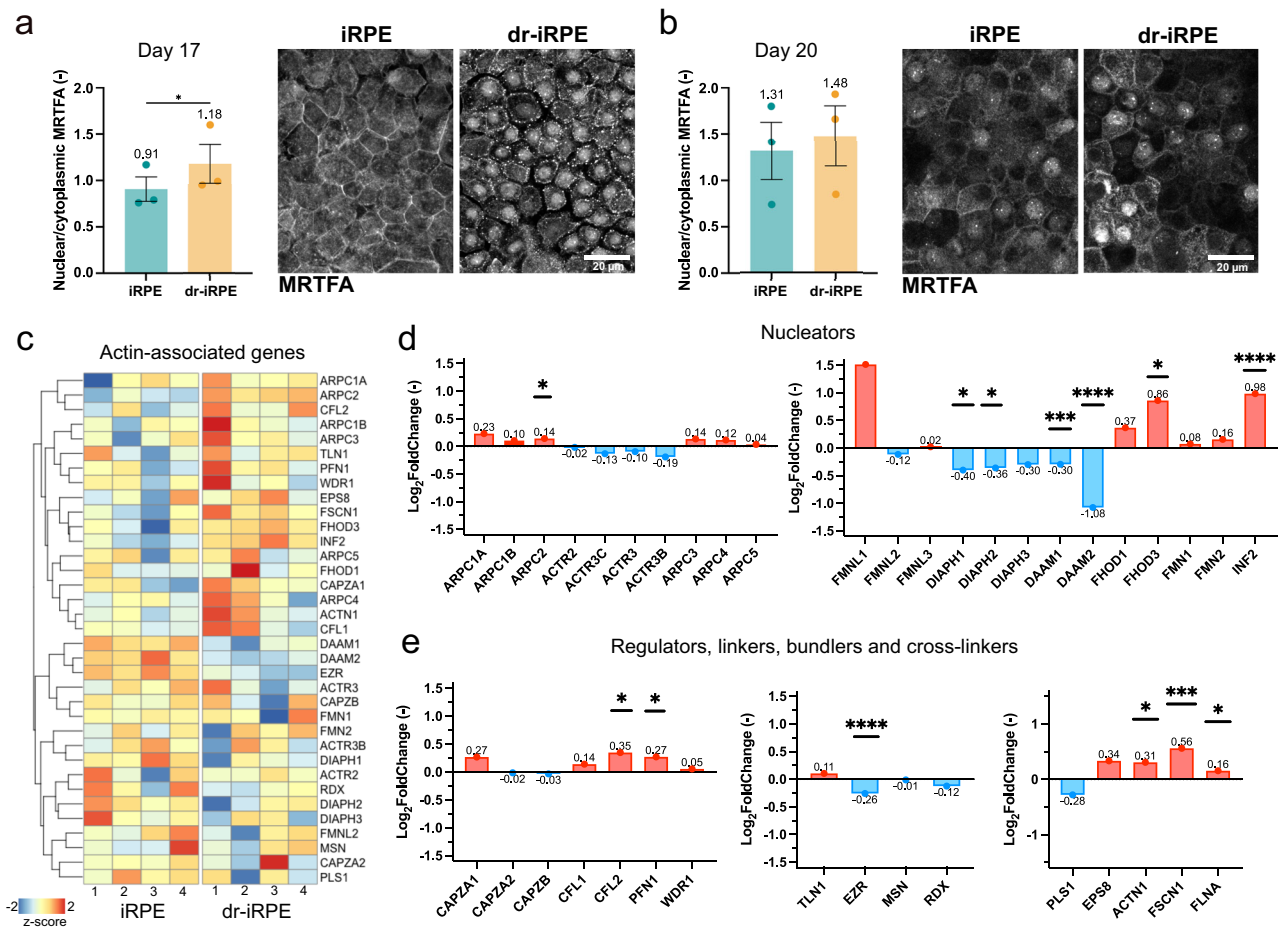 a
Day 17
Nuclear/cytoplasmic MRTFA (-)
2.0
1.5
1.0
0.5
0.0
*
0.91
1.18
iRPE
dr-iRPE
iRPE
dr-iRPE
20 µm
MRTFA
b
Day 20
Nuclear/cytoplasmic MRTFA (-)
2.0
1.5
1.0
0.5
0.0
1.31
1.48
iRPE
dr-iRPE
iRPE
dr-iRPE
20 µm
MRTFA
c
Actin-associated genes
ARPC1A
ARPC2
CFL2
ARPC1B
ARPC3
TLN1
PFN1
WDR1
EPS8
FSCN1
FHOD3
INF2
ARPC5
FHOD1
CAPZA1
ARPC4
ACTN1
CFL1
DAAM1
DAAM2
EZR
ACTR3
CAPZB
FMN1
FMN2
ACTR3B
DIAPH1
ACTR2
RDX
DIAPH2
DIAPH3
FMNL2
MSN
CAPZA2
PLS1
1 2 3 4 1 2 3 4
iRPE dr-iRPE
-2 2
z-score
d
Nucleators
Log2FoldChange (-)
1.5
1.0
0.5
0.0
-0.5
-1.0
-1.5
*
0.23 0.10 0.14 -0.02 -0.13 -0.10 -0.19 0.14 0.12 0.04
ARPC1A ARPC1B ARPC2 ACTR2 ACTR3C ACTR3 ACTR3B ARPC3 ARPC4 ARPC5
Log2FoldChange (-)
1.5
1.0
0.5
0.0
-0.5
-1.0
-1.5
* * *** **** * ****
-0.12 0.02 -0.40 -0.36 -0.30 -0.30 -1.08 0.37 0.86 0.08 0.16 0.98
FMNL1 FMNL2 FMNL3 DIAPH1 DIAPH2 DIAPH3 DAAM1 DAAM2 FHOD1 FHOD3 FMN1 FMN2 INF2
e
Regulators, linkers, bundlers and cross-linkers
Log2FoldChange (-)
1.5
1.0
0.5
0.0
-0.5
-1.0
-1.5
* *
0.27 -0.02 -0.03 0.14 0.35 0.27 0.05
CAPZA1 CAPZA2 CAPZB CFL1 CFL2 PFN1 WDR1
Log2FoldChange (-)
1.5
1.0
0.5
0.0
-0.5
-1.0
-1.5
****
0.11 -0.26 -0.01 -0.12
TLN1 EZR MSN RDX
Log2FoldChange (-)
1
0
-1
* *** *
-0.28 0.34 0.31 0.56 0.16
PLS1 EPS8 ACTN1 FSCN1 FLNA